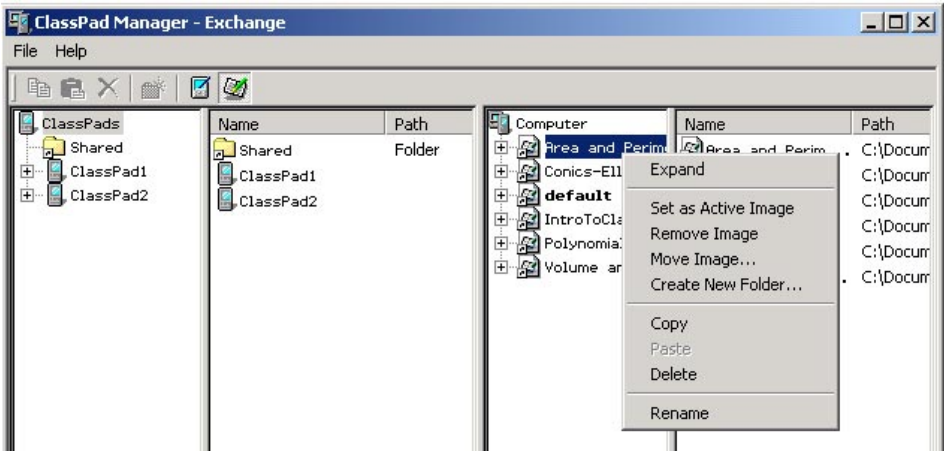 ClassPad Manager - Exchange
File Help
ClassPads
Shared
ClassPad1
ClassPad2
Name Path
Shared Folder
ClassPad1
ClassPad2
Computer
Area and Perim
Conics-Ell
default
IntroToCla
Polynomial
Volume an
Name Path
Area and Perim... C:\Docum
C:\Docum
C:\Docum
C:\Docum
C:\Docum
C:\Docum
Expand
Set as Active Image
Remove Image
Move Image...
Create New Folder...
Copy
Paste
Delete
Rename